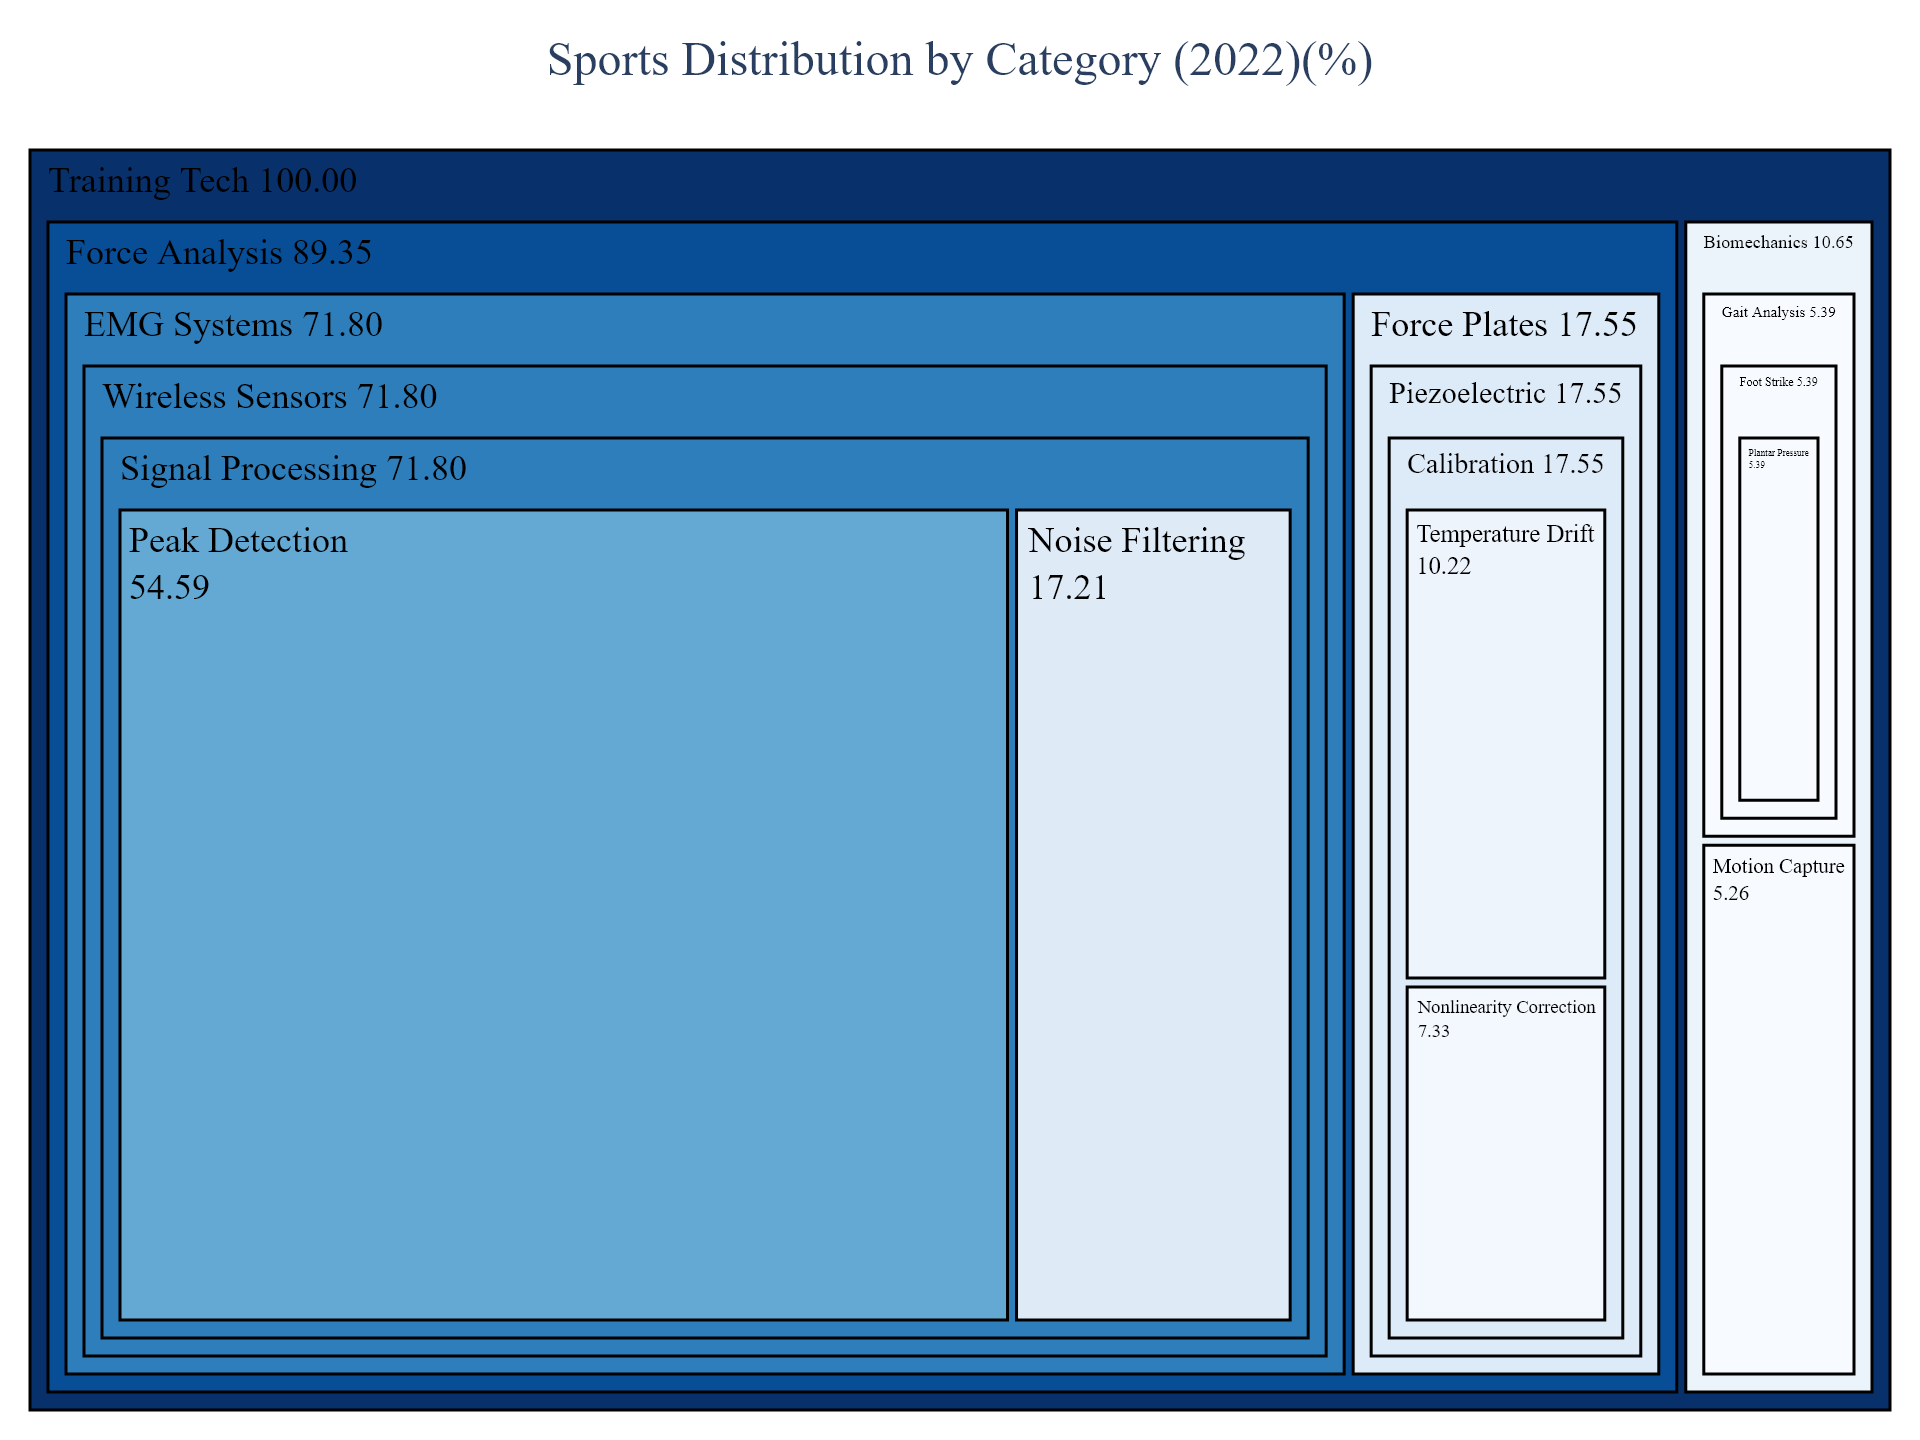 Sports Distribution by Category (2022)(%)
Training Tech 100.00
Force Analysis 89.35
EMG Systems 71.80
Wireless Sensors 71.80
Signal Processing 71.80
Peak Detection
54.59
Noise Filtering
17.21
Force Plates 17.55
Piezoelectric 17.55
Calibration 17.55
Temperature Drift
10.22
Nonlinearity Correction
7.33
Biomechanics 10.65
Gait Analysis 5.39
Foot Strike 5.39
Plantar Pressure
5.39
Motion Capture
5.26